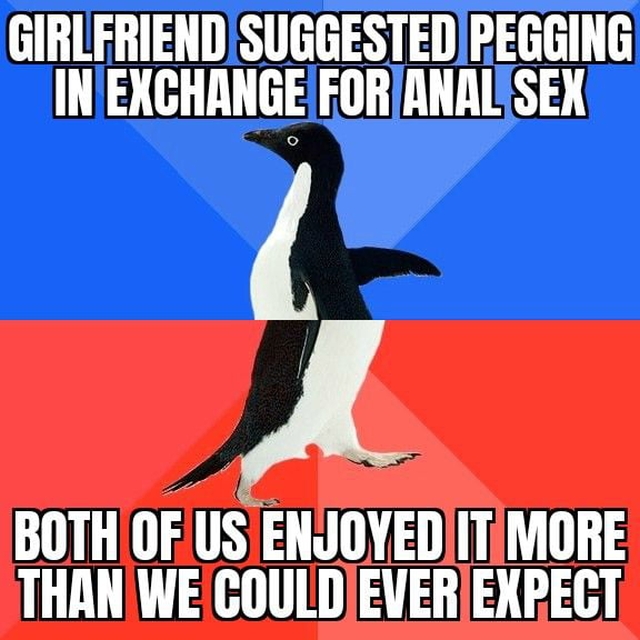 GIRLFRIEND SUGGESTED PEGGING
IN EXCHANGE FOR ANAL SEX
BOTH OF US ENJOYED IT MORE
THAN WE COULD EVER EXPECT